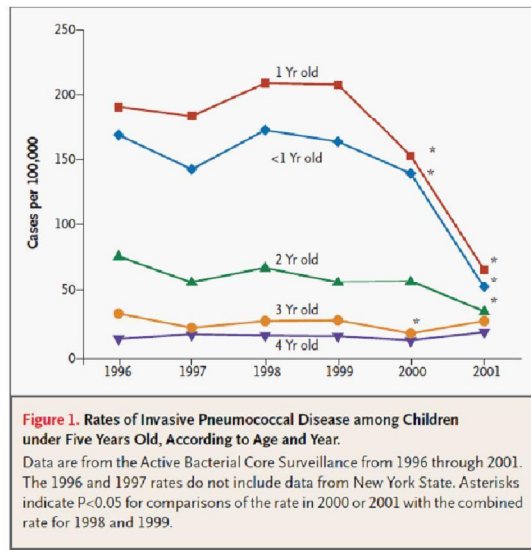 250
200
150
100
50
0
Cases per 100,000
1 Yr old
<1 Yr old
2 Yr old
3 Yr old
4 Yr old
*
*
*
*
*
*
1996 1997 1998 1999 2000 2001
Figure 1. Rates of Invasive Pneumococcal Disease among Children
under Five Years Old, According to Age and Year.
Data are from the Active Bacterial Core Surveillance from 1996 through 2001.
The 1996 and 1997 rates do not include data from New York State. Asterisks
indicate P<0.05 for comparisons of the rate in 2000 or 2001 with the combined
rate for 1998 and 1999.